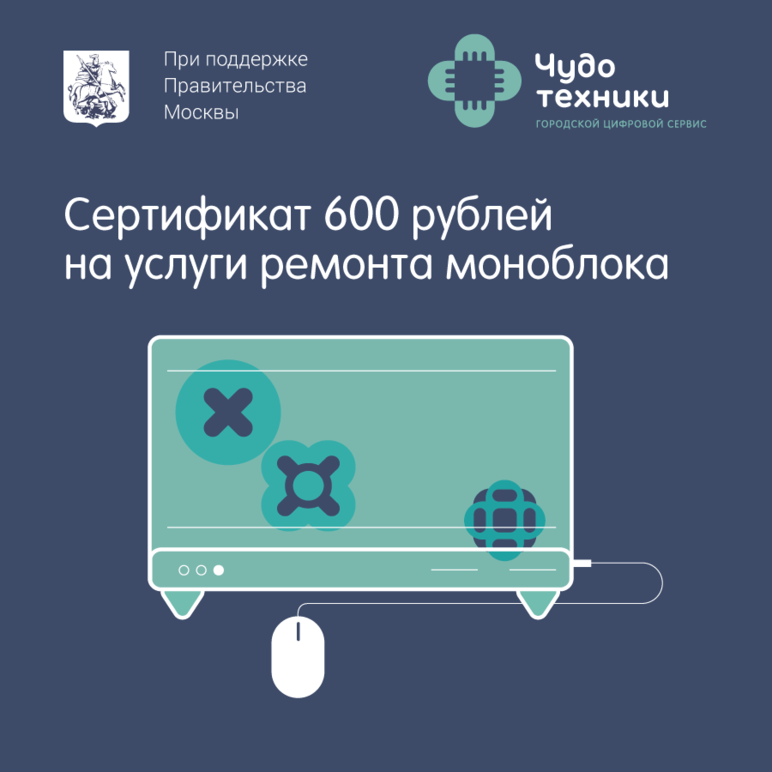 При поддержке
Правительства
Москвы
Чудо
техники
ГОРОДСКОЙ ЦИФРОВОЙ СЕРВИС
Сертификат 600 рублей
на услуги ремонта моноблока